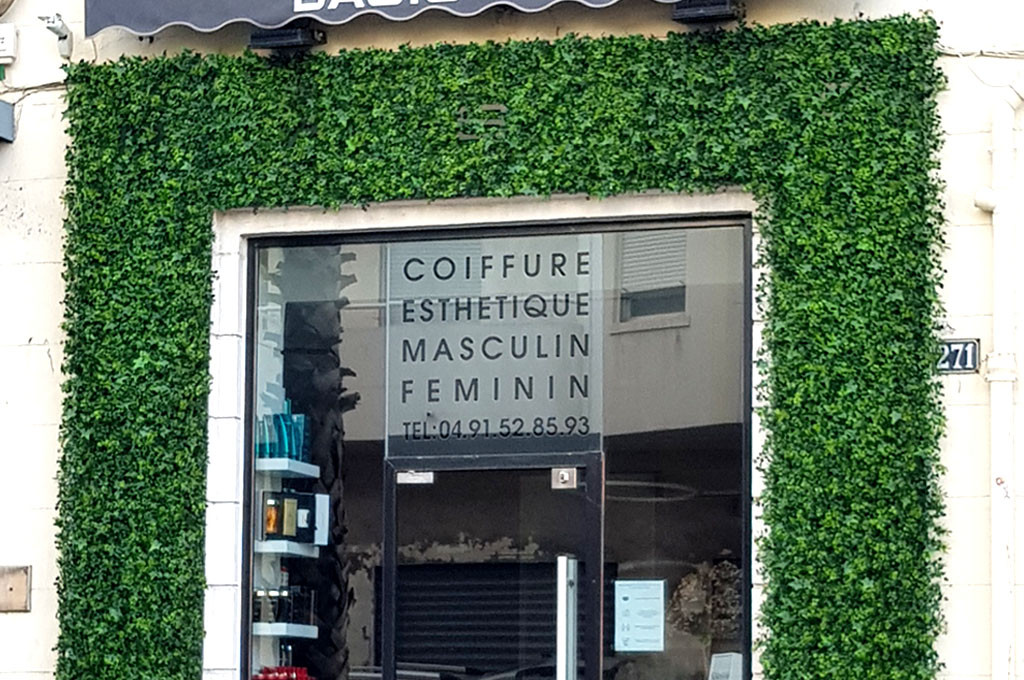 COIFFURE
ESTHETIQUE
MASCULIN
FEMININ
TEL:04.91.52.85.93
271